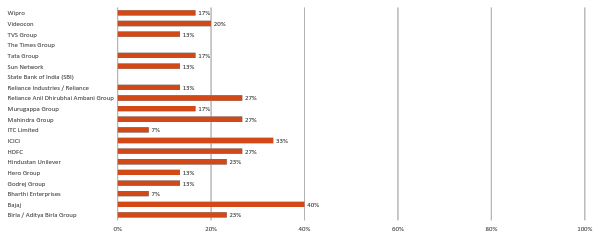 Wipro 17%
Videocon 20%
TVS Group 13%
The Times Group
Tata Group 17%
Sun Network 13%
State Bank of India (SBI)
Reliance Industries / Reliance 13%
Reliance Anil Dhirubhai Ambani Group 27%
Murugappa Group 17%
Mahindra Group 27%
ITC Limited 7%
ICICI 33%
HDFC 27%
Hindustan Unilever 23%
Hero Group 13%
Godrej Group 13%
Bharthi Enterprises 7%
Bajaj 40%
Birla / Aditya Birla Group 23%
0% 20% 40% 60% 80% 100%